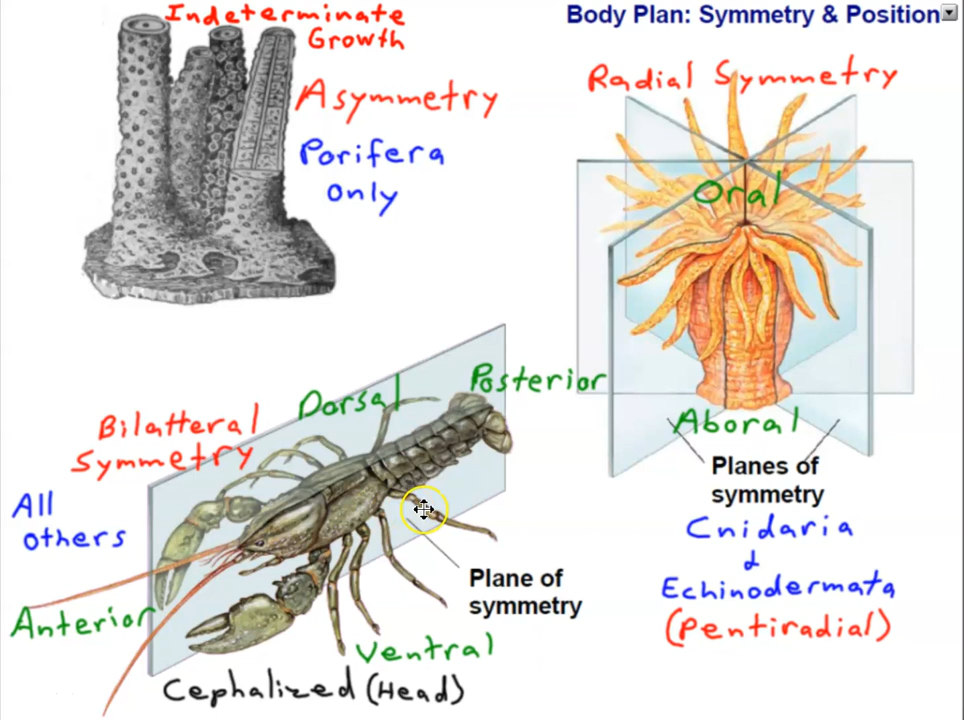 Body Plan: Symmetry & Position
Indeterminate
Growth
Asymmetry
Porifera
only
Radial Symmetry
Oral
Aboral
Planes of
symmetry
Cnidaria
&
Echinodermata
(Pentiradial)
Bilatteral
Symmetry
Dorsal
Posterior
All
others
Anterior
Plane of
symmetry
Ventral
Cephalized (Head)